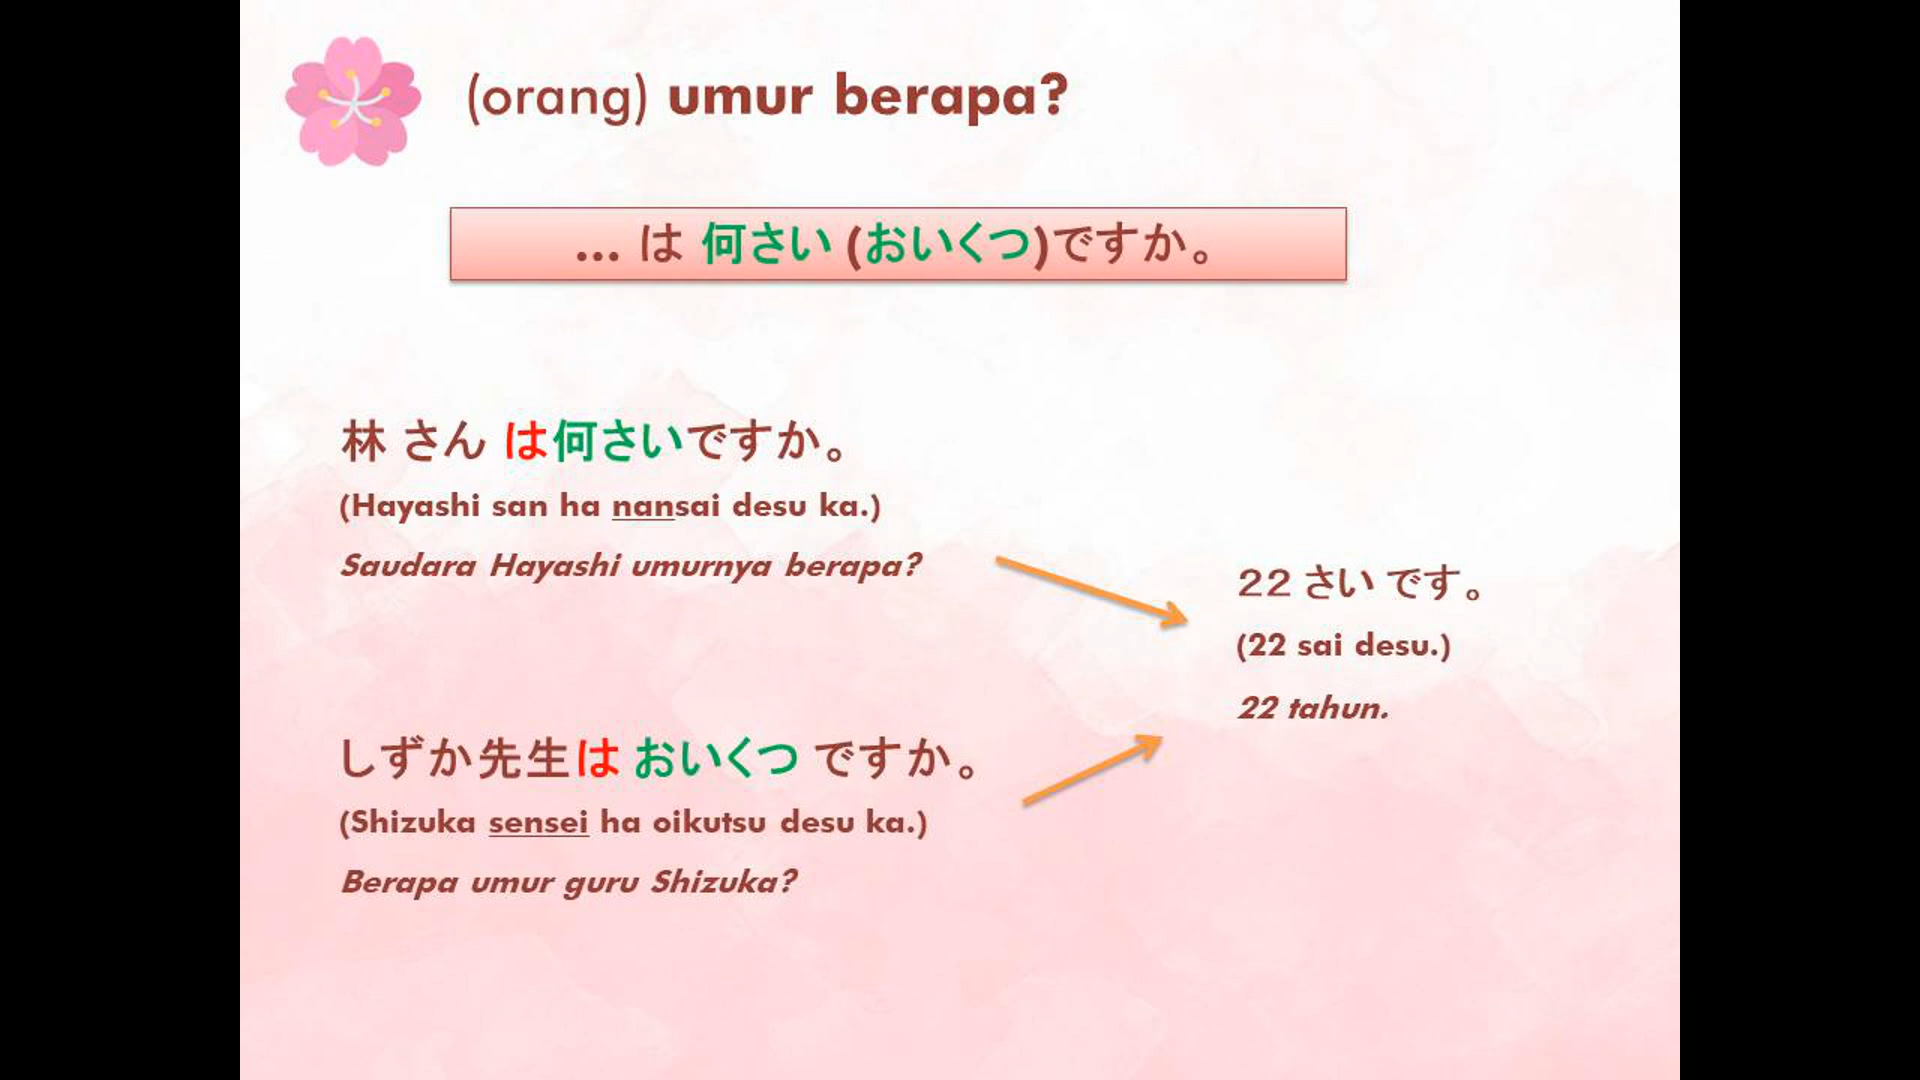 (orang) umur berapa?
... は 何さい (おいくつ)ですか。
林 さん は何さいですか。
(Hayashi san ha nansai desu ka.)
Saudara Hayashi umurnya berapa?
しずか先生は おいくつ ですか。
(Shizuka sensei ha oikutsu desu ka.)
Berapa umur guru Shizuka?
２２ さい です。
(22 sai desu.)
22 tahun.